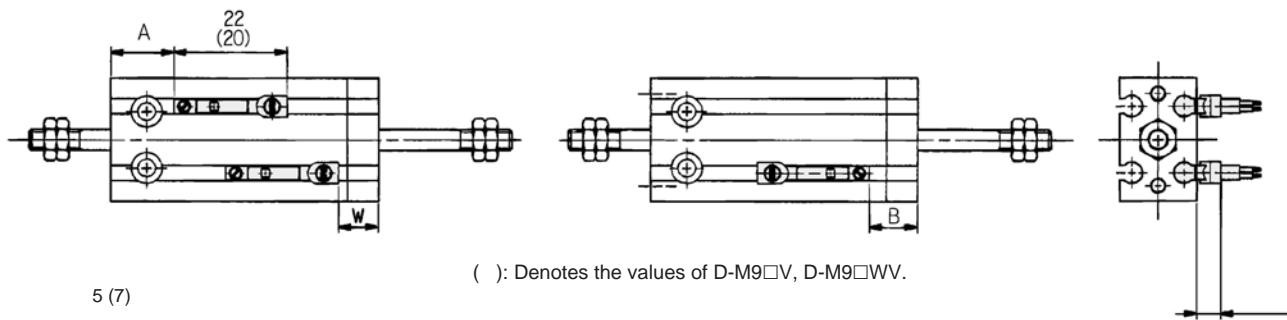 22
A
(20)
W
B
( ): Denotes the values of D-M9□V, D-M9□WV.
5 (7)